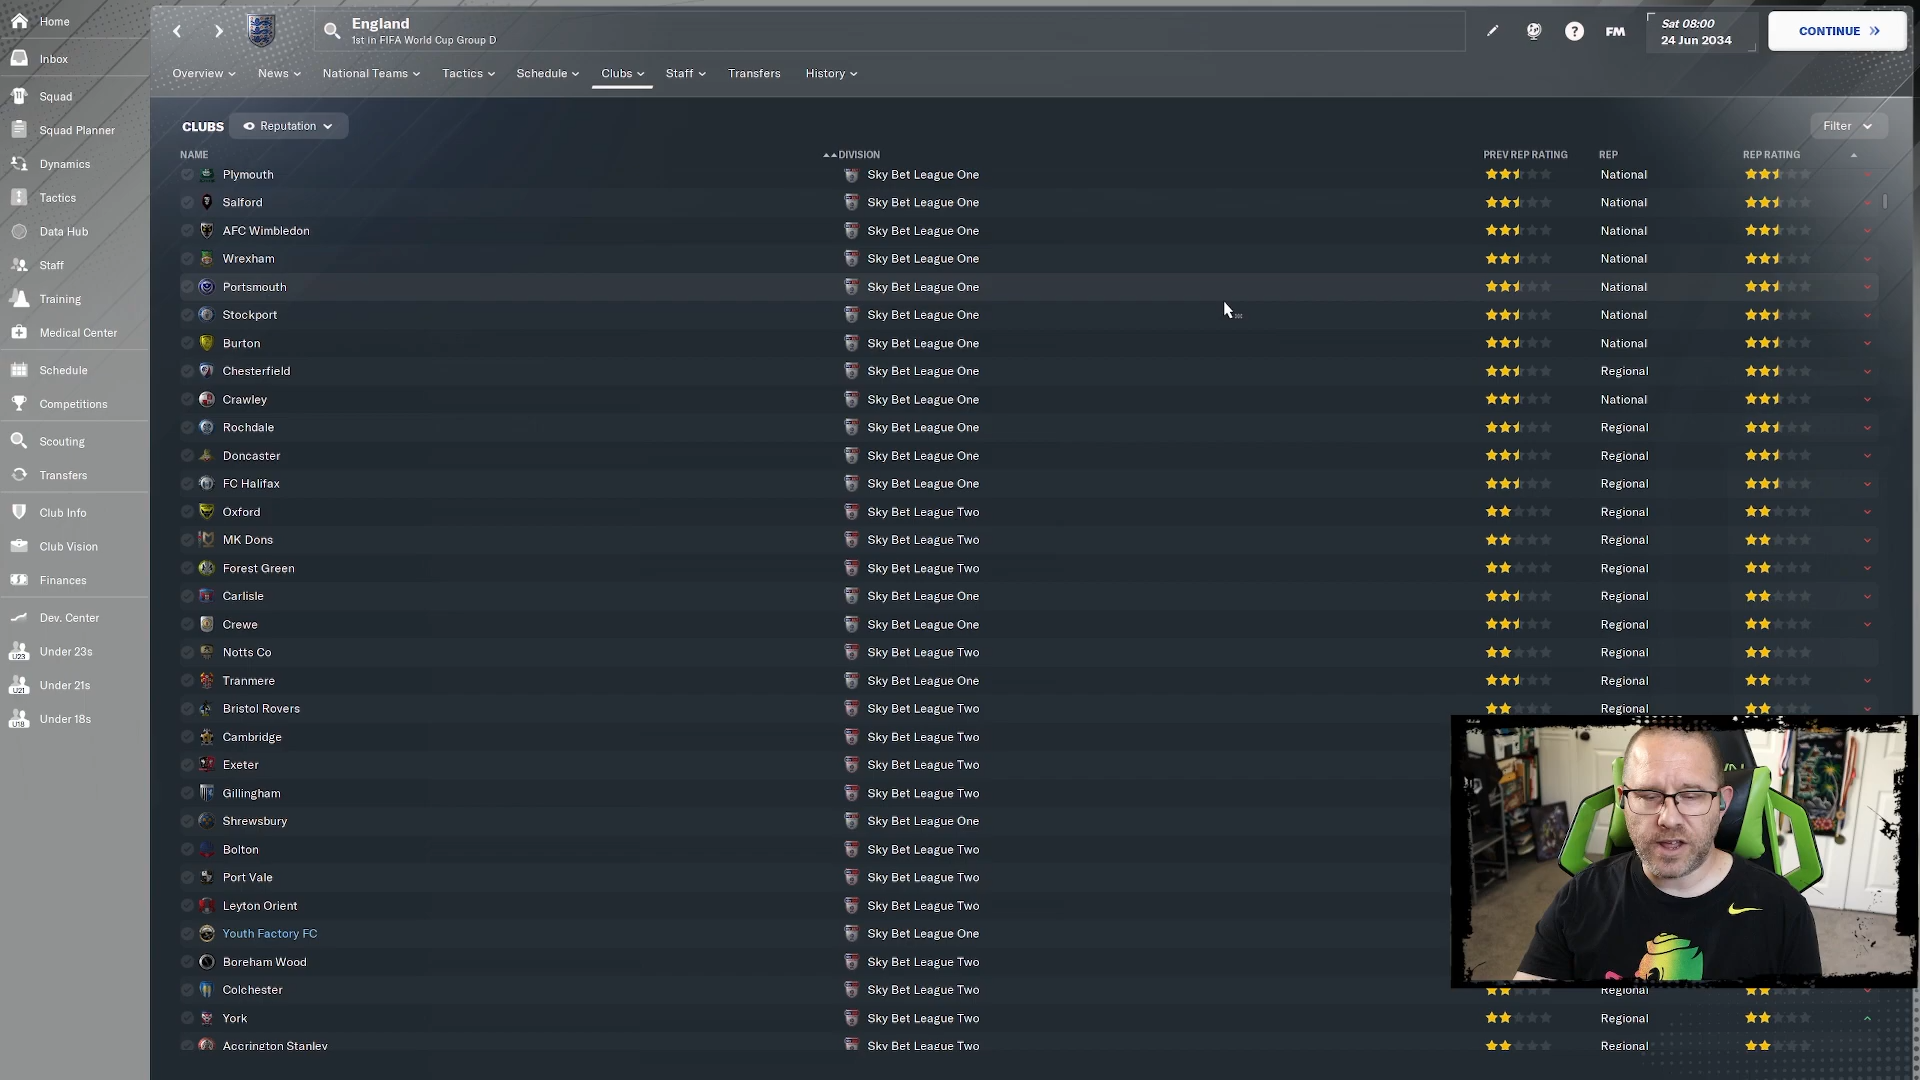 Home
Inbox
Squad
Squad Planner
Dynamics
Tactics
Data Hub
Staff
Training
Medical Center
Schedule
Competitions
Scouting
Transfers
Club Info
Club Vision
Finances
Dev. Center
U23 Under 23s
U21 Under 21s
U18 Under 18s
England
1st in FIFA World Cup Group D
? FM
Sat 08:00
24 Jun 2034
CONTINUE
Overview News National Teams Tactics Schedule Clubs Staff Transfers History
CLUBS Reputation Filter
NAME DIVISION PREV REP RATING REP REP RATING
Plymouth Sky Bet League One National
Salford Sky Bet League One National
AFC Wimbledon Sky Bet League One National
Wrexham Sky Bet League One National
Portsmouth Sky Bet League One National
Stockport Sky Bet League One National
Burton Sky Bet League One National
Chesterfield Sky Bet League One Regional
Crawley Sky Bet League One National
Rochdale Sky Bet League One Regional
Doncaster Sky Bet League One Regional
FC Halifax Sky Bet League One Regional
Oxford Sky Bet League Two Regional
MK Dons Sky Bet League Two Regional
Forest Green Sky Bet League Two Regional
Carlisle Sky Bet League One Regional
Crewe Sky Bet League One Regional
Notts Co Sky Bet League Two Regional
Tranmere Sky Bet League One Regional
Bristol Rovers Sky Bet League Two Regional
Cambridge Sky Bet League Two
Exeter Sky Bet League Two
Gillingham Sky Bet League Two
Shrewsbury Sky Bet League One
Bolton Sky Bet League Two
Port Vale Sky Bet League Two
Leyton Orient Sky Bet League Two
Youth Factory FC Sky Bet League One
Boreham Wood Sky Bet League Two
Colchester Sky Bet League Two Regional
York Sky Bet League Two Regional
Accrington Stanley Sky Bet League Two Regional